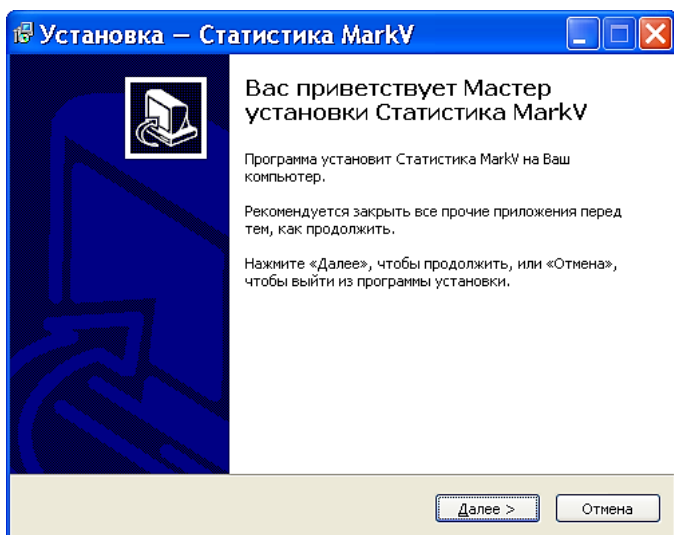 Установка — Статистика MarkV
Вас приветствует Мастер
установки Статистика MarkV
Программа установит Статистика MarkV на Ваш
компьютер.
Рекомендуется закрыть все прочие приложения перед
тем, как продолжить.
Нажмите «Далее», чтобы продолжить, или «Отмена»,
чтобы выйти из программы установки.
Далее >
Отмена